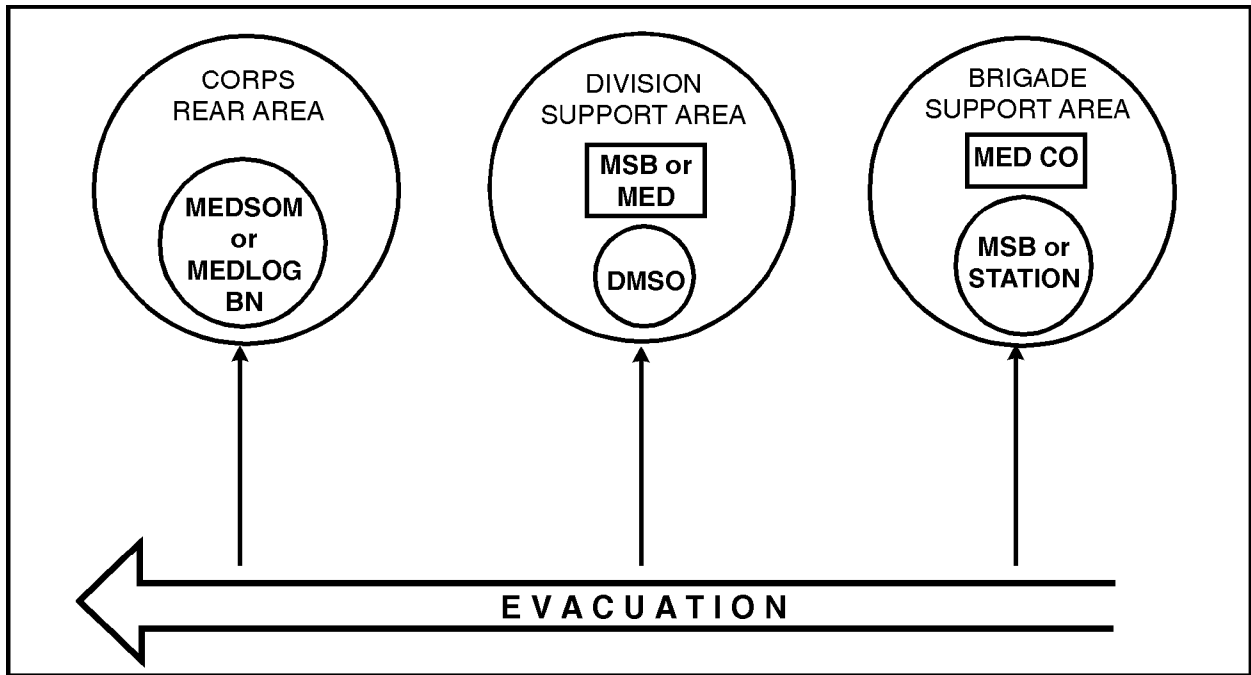 CORPS
REAR AREA
MEDSOM
or
MEDLOG
BN
DIVISION
SUPPORT AREA
MSB or
MED
DMSO
BRIGADE
SUPPORT AREA
MED CO
MSB or
STATION
EVACUATION